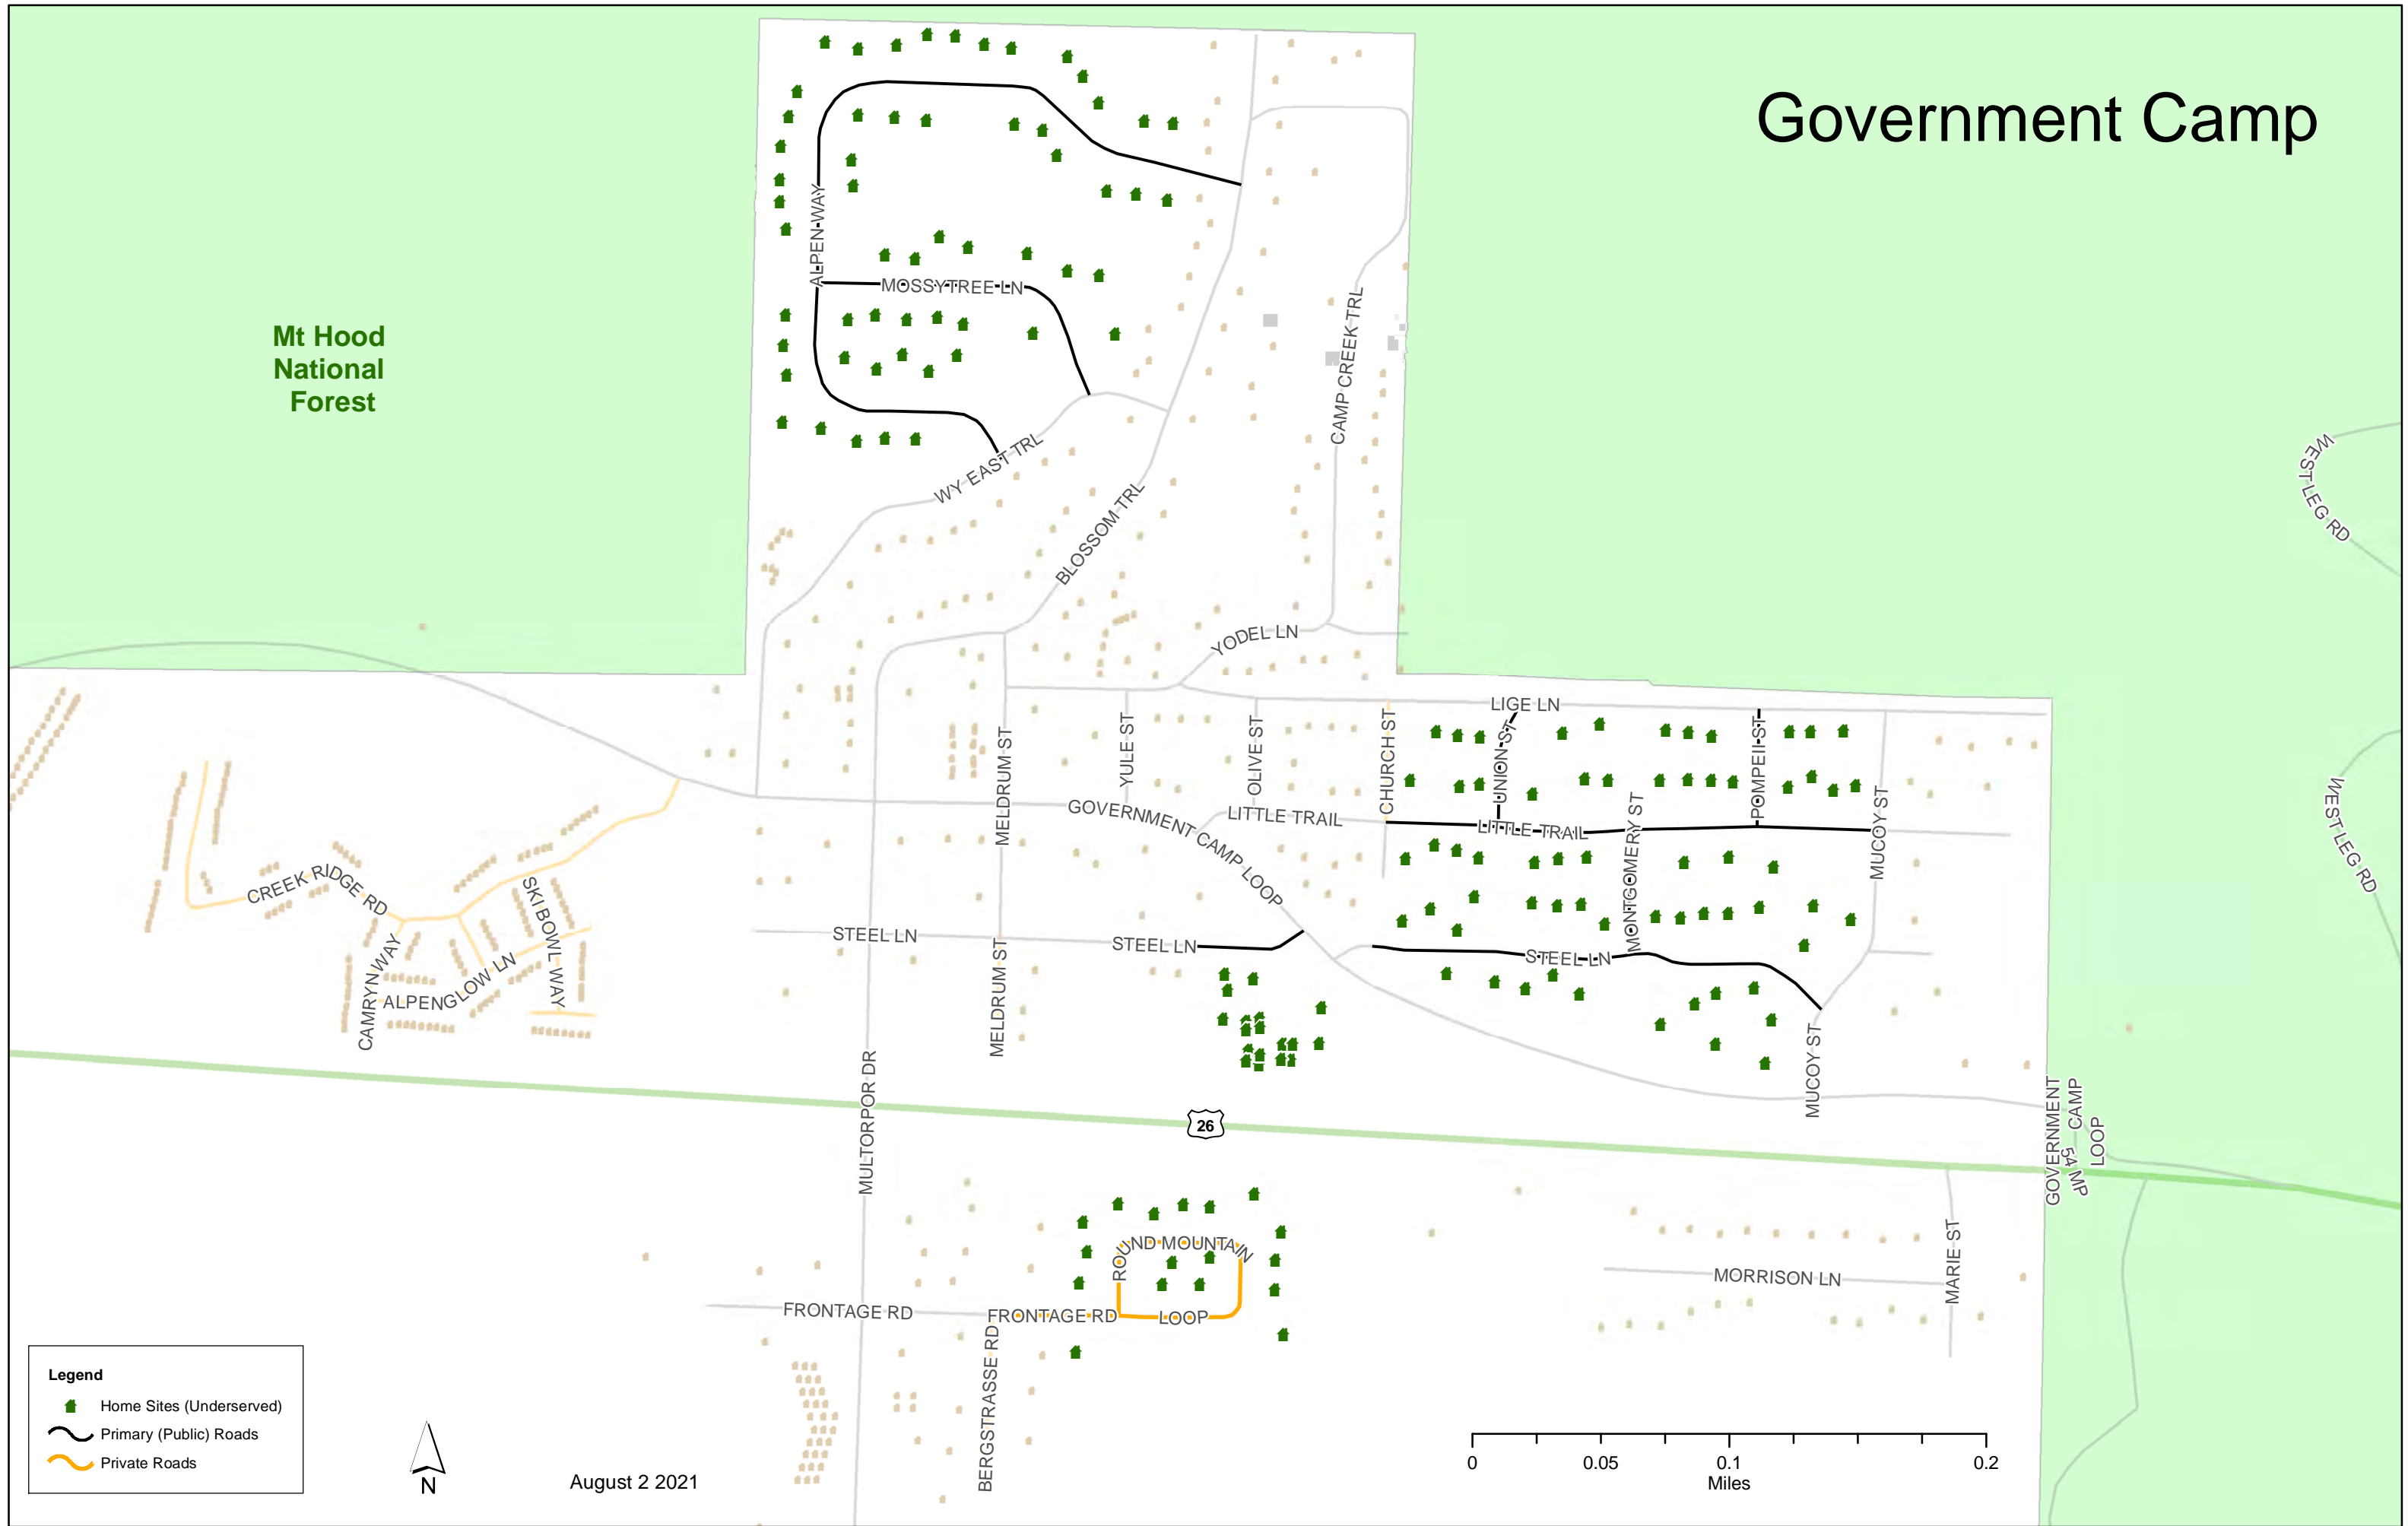 Government Camp
Mt Hood
National
Forest
ALPEN WAY
MOSSYTREE LN
CAMP CREEK TRL
WY EAST TRL
BLOSSOM TRL
WEST LEG RD
YODEL LN
LIGE LN
MELDRUM ST
YULE ST
OLIVE ST
CHURCH ST
UNION ST
POMPEII ST
MUCOY ST
GOVERNMENT CAMP LOOP
LITTLE TRAIL
LITTLE TRAIL
MONTGOMERY ST
WEST LEG RD
CREEK RIDGE RD
SKI BOWL WAY
STEEL LN
STEEL LN
STEEL LN
CAMRYN WAY
ALPENGLOW LN
MELDRUM ST
MUCOY ST
MULTORPOR DR
26
GOVERNMENT
CAMP
LOOP
ROUND MOUNTAIN
LOOP
MORRISON LN
MARIE ST
FRONTAGE RD
FRONTAGE RD
BERGSTRASSE RD
Legend
Home Sites (Underserved)
Primary (Public) Roads
Private Roads
N
August 2 2021
0
0.05
0.1
0.2
Miles